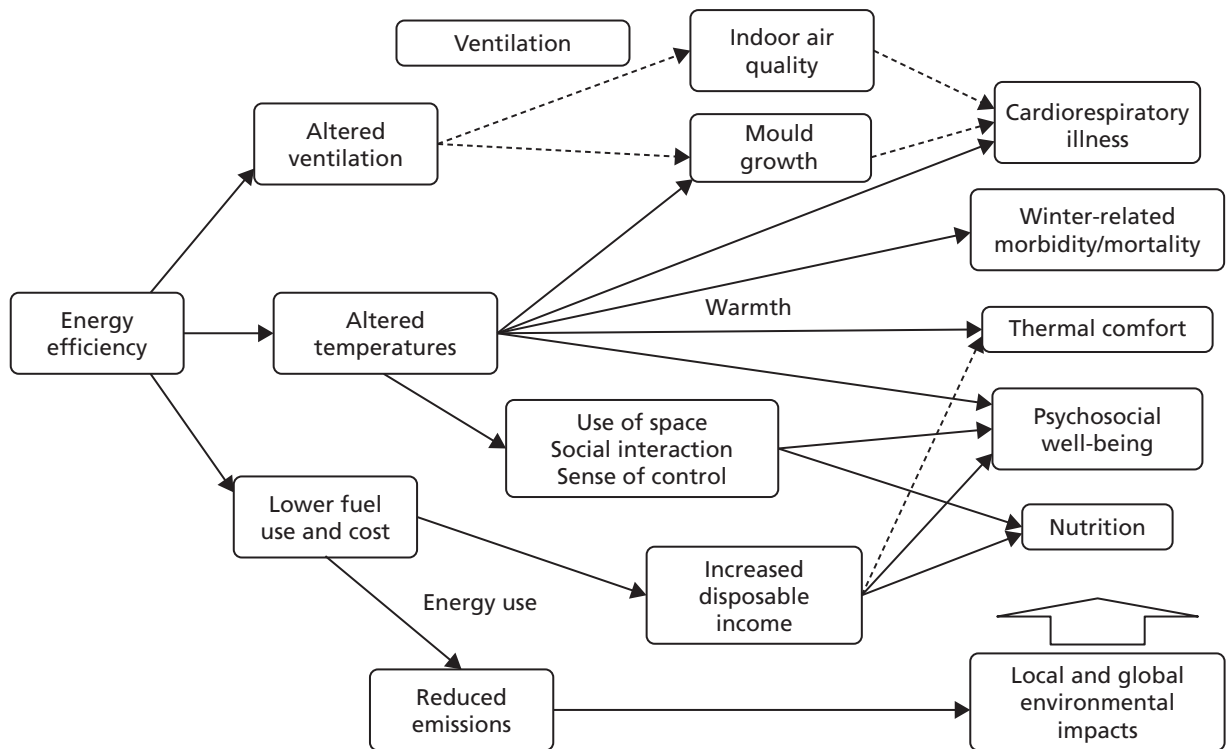 Ventilation
Indoor air
quality
Altered
ventilation
Mould
growth
Cardiorespiratory
illness
Winter-related
morbidity/mortality
Energy
efficiency
Altered
temperatures
Warmth
Thermal comfort
Use of space
Social interaction
Sense of control
Psychosocial
well-being
Lower fuel
use and cost
Nutrition
Energy use
Increased
disposable
income
Reduced
emissions
Local and global
environmental
impacts